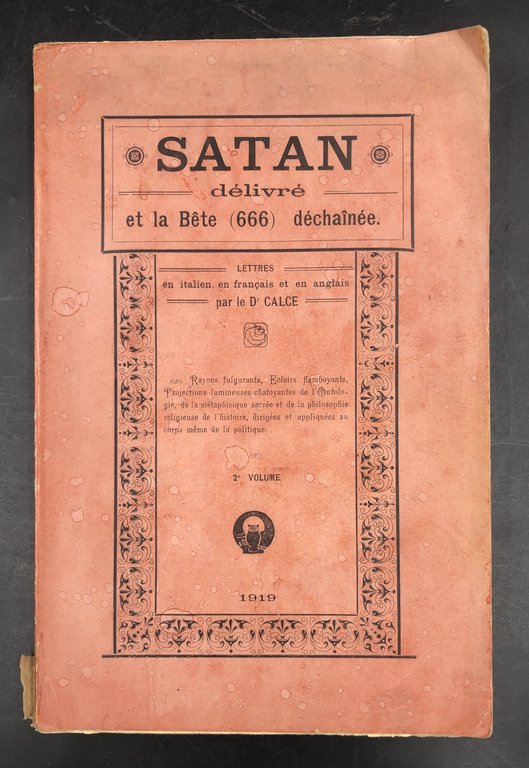 SATAN
délivré
et la Bête (666) déchaînée.
LETTRES
en italien, en français et en anglais
par le Dr CALCE
Rayons fulgurants, Eclairs flamboyants,
Projections lumineuses chatoyantes de l'Ontolo-
gie, de la métaphisique sacrée et de la philosophie
religieuse de l'histoire, dirigées et appliquées au
corps même de la politique.
2e VOLUME
1919